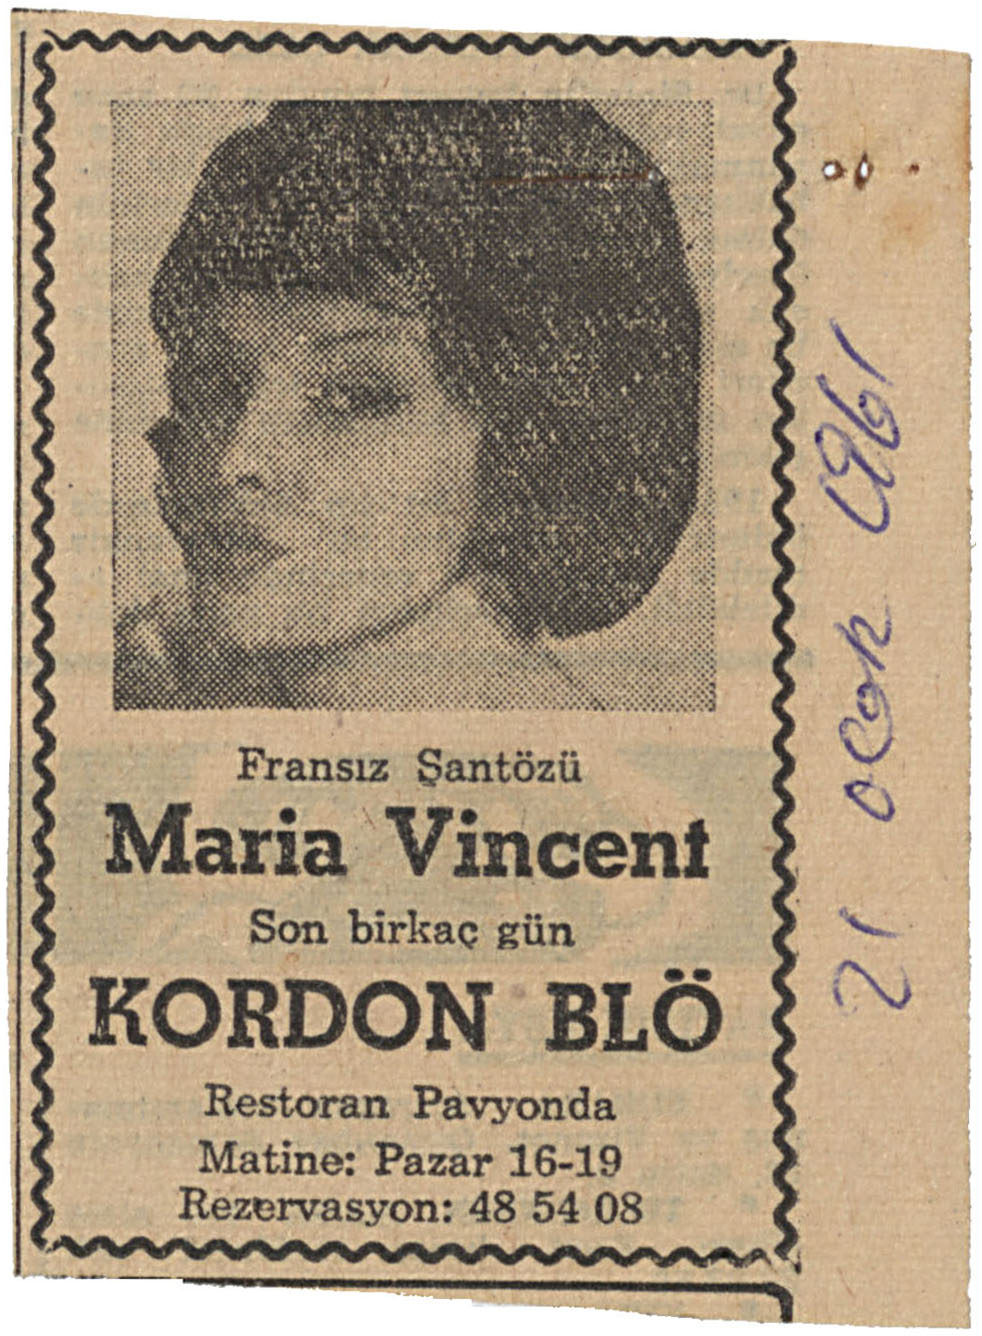 Fransız Şantözü
Maria Vincent
Son birkaç gün
KORDON BLÖ
Restoran Pavyonda
Matine: Pazar 16-19
Rezervasyon: 48 54 08
21 ocak 1961